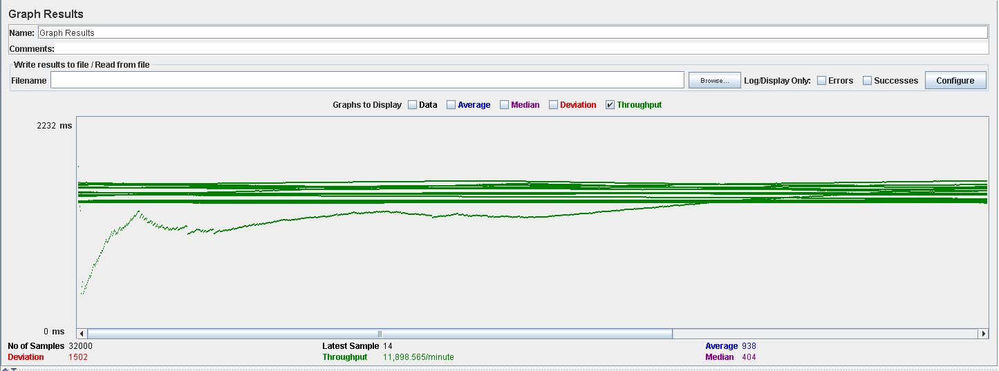 Graph Results
Name: Graph Results
Comments:
Write results to file / Read from file
Filename Browse... Log/Display Only: Errors Successes Configure
Graphs to Display Data Average Median Deviation Throughput
2232 ms
0 ms
No of Samples 32000 Latest Sample 14 Average 938
Deviation 1502 Throughput 11,898.565/minute Median 404